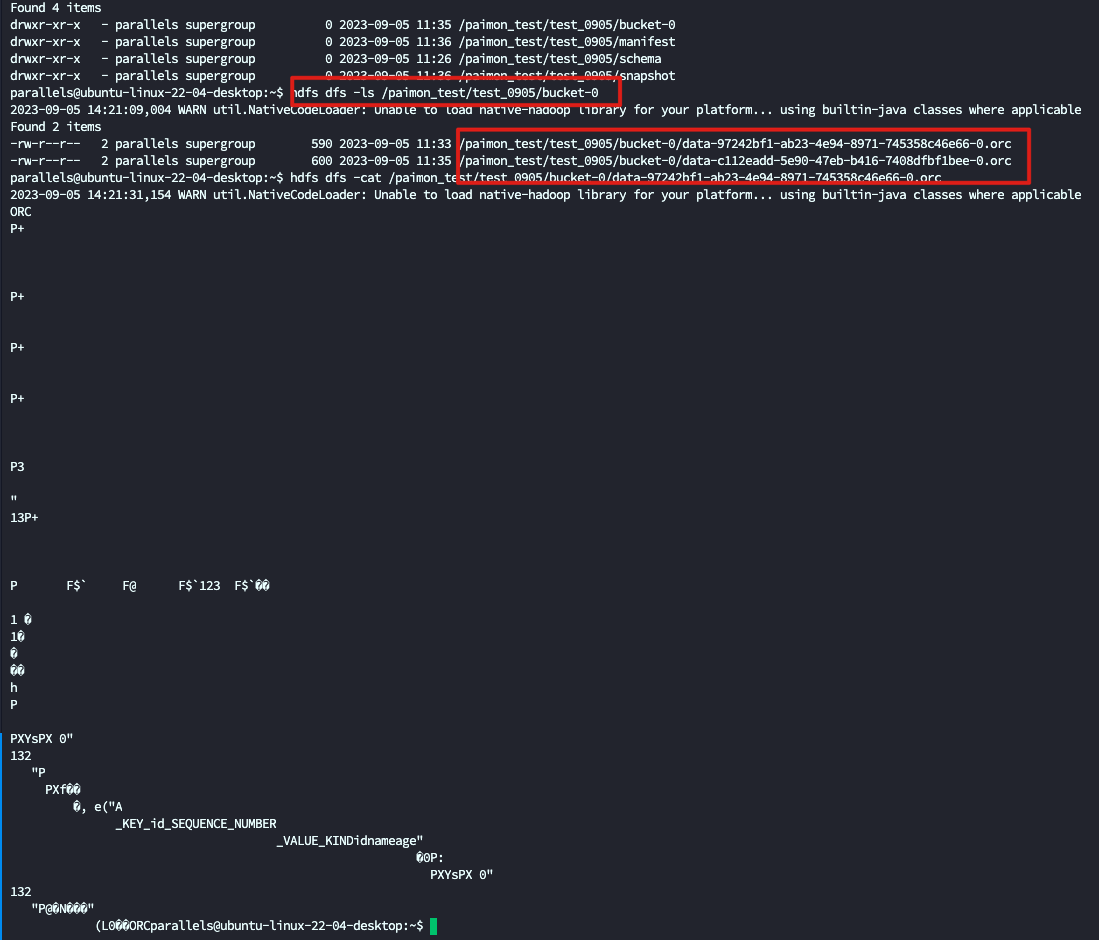 Found 4 items
drwxr-xr-x   - parallels supergroup          0 2023-09-05 11:35 /paimon_test/test_0905/bucket-0
drwxr-xr-x   - parallels supergroup          0 2023-09-05 11:36 /paimon_test/test_0905/manifest
drwxr-xr-x   - parallels supergroup          0 2023-09-05 11:26 /paimon_test/test_0905/schema
drwxr-xr-x   - parallels supergroup          0 2023-09-05 11:36 /paimon_test/test_0905/snapshot
parallels@ubuntu-linux-22-04-desktop:~$ hdfs dfs -ls /paimon_test/test_0905/bucket-0
2023-09-05 14:21:09,004 WARN util.NativeCodeLoader: Unable to load native-hadoop library for your platform... using builtin-java classes where applicable
Found 2 items
-rw-r--r--   2 parallels supergroup        590 2023-09-05 11:33 /paimon_test/test_0905/bucket-0/data-97242bf1-ab23-4e94-8971-745358c46e66-0.orc
-rw-r--r--   2 parallels supergroup        600 2023-09-05 11:35 /paimon_test/test_0905/bucket-0/data-c112eadd-5e90-47eb-b416-7408dfbf1bee-0.orc
parallels@ubuntu-linux-22-04-desktop:~$ hdfs dfs -cat /paimon_test/test_0905/bucket-0/data-97242bf1-ab23-4e94-8971-745358c46e66-0.orc
2023-09-05 14:21:31,154 WARN util.NativeCodeLoader: Unable to load native-hadoop library for your platform... using builtin-java classes where applicable
ORC
P+
P+
P+
P+
P3
"
13P+
P       F$`     F@      F$`123  F$`��
1 �
1�
�
��
h
P
PXYsPX 0"
132
"P
PXf��
�, e("A
_KEY_id_SEQUENCE_NUMBER
_VALUE_KINDidnameage"
�0P:
PXYsPX 0"
132
"P@�N���"
(L0��ORCparallels@ubuntu-linux-22-04-desktop:~$